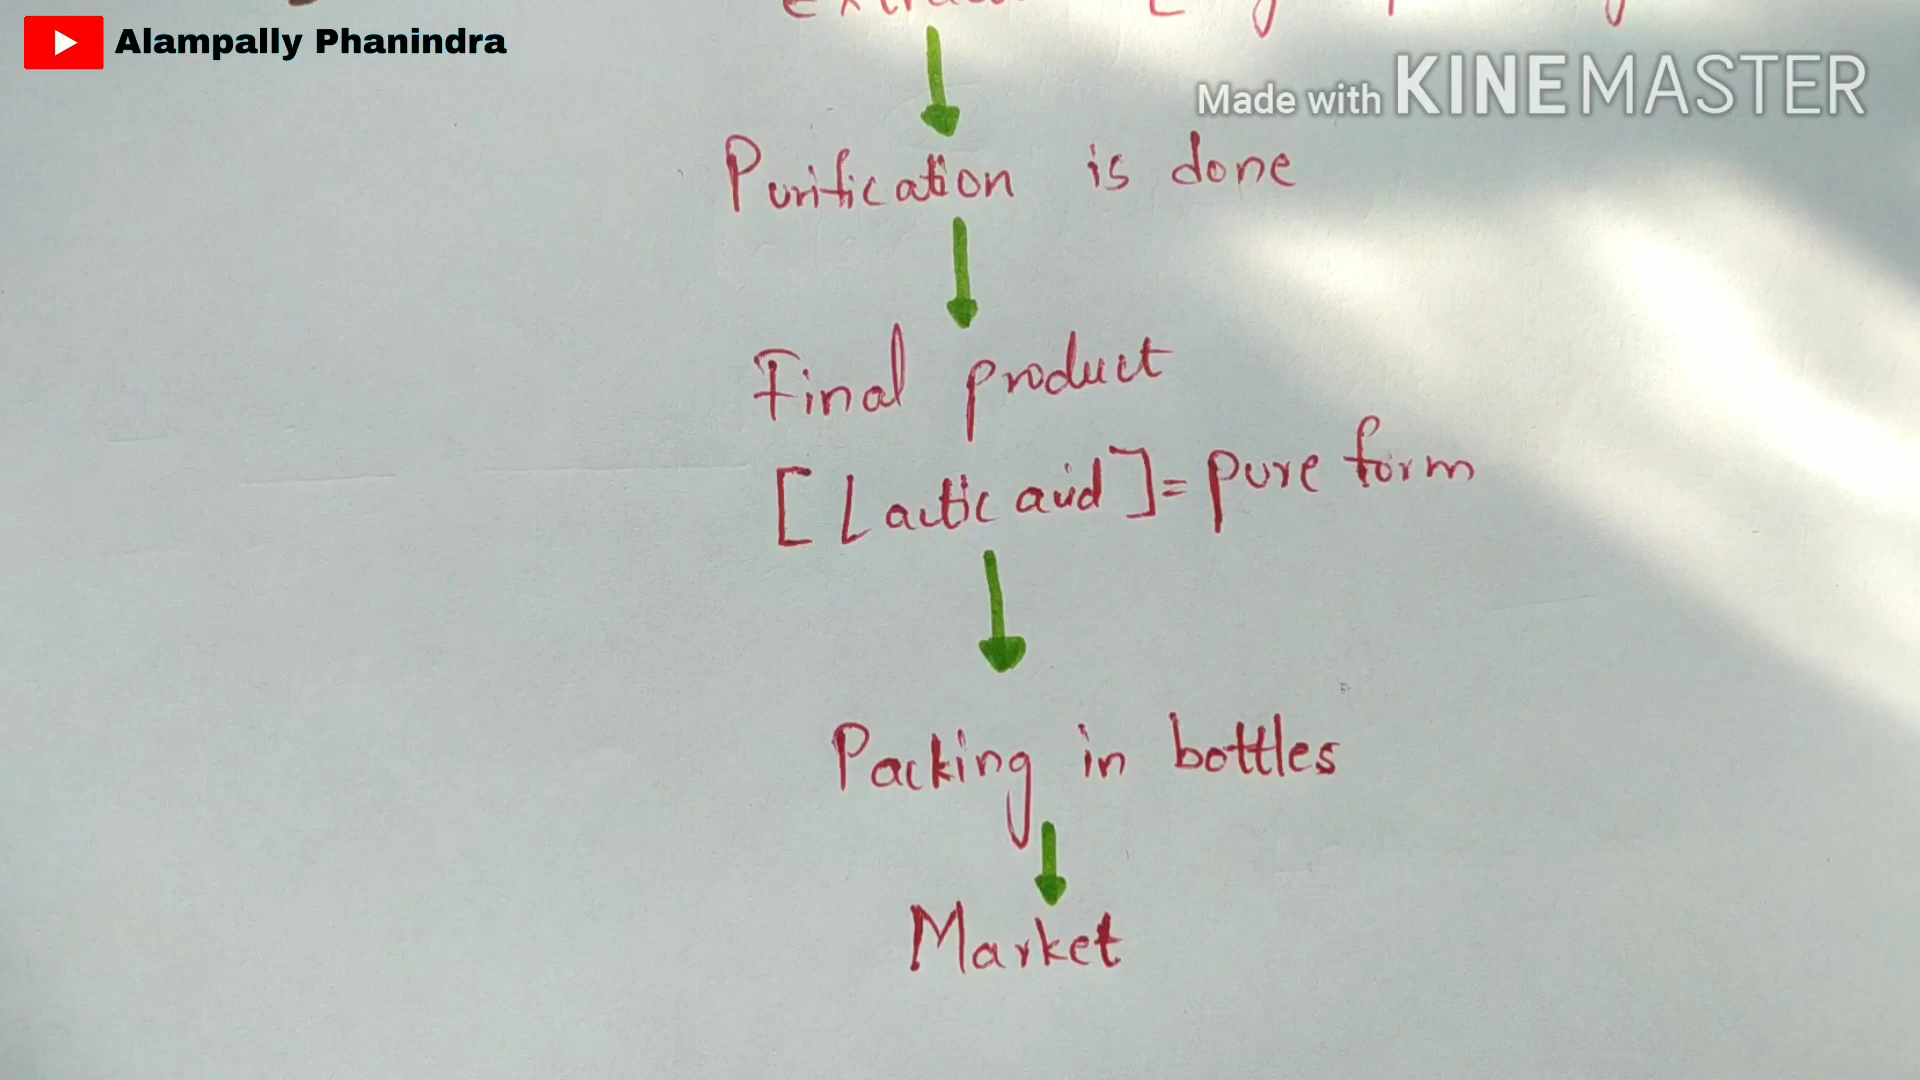 Alampally Phanindra
Made with KINEMASTER
Purification is done
Final product
[Lactic acid] = pure form
Packing in bottles
Market